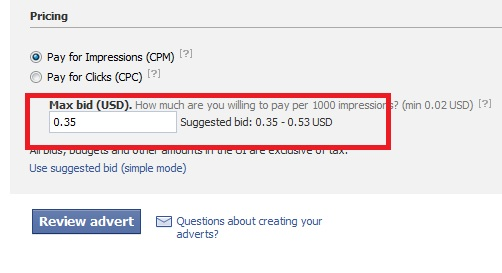 Pricing
Pay for Impressions (CPM) [?]
Pay for Clicks (CPC) [?]
Max bid (USD). How much are you willing to pay per 1000 impressions? (min 0.02 USD) [?]
0.35 Suggested bid: 0.35 - 0.53 USD
All bids, budgets and other amounts in the UI are exclusive of tax.
Use suggested bid (simple mode)
Review advert Questions about creating your
adverts?